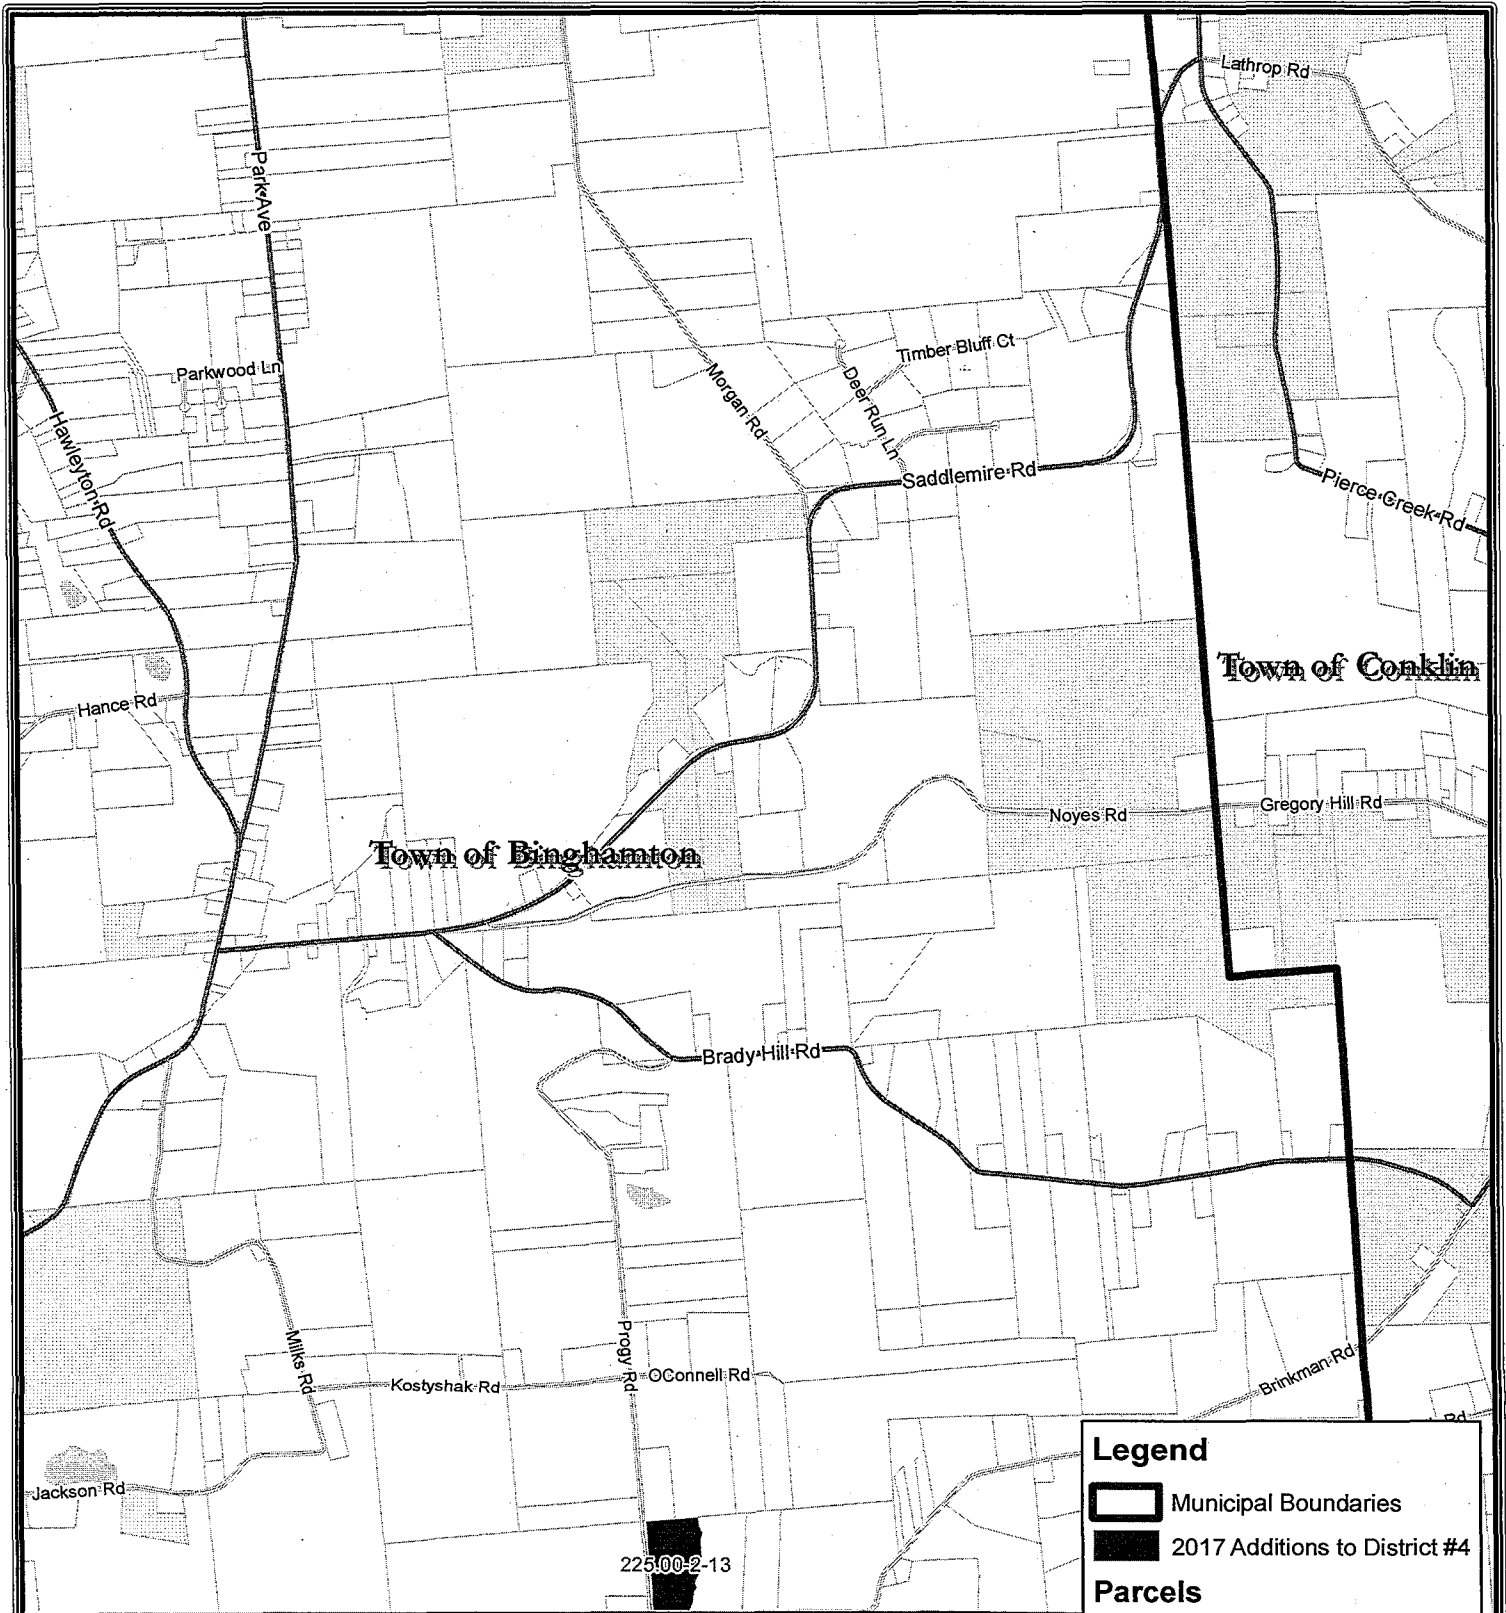 Lathrop Rd
Park Ave
Timber Bluff Ct
Parkwood Ln
Morgan Rd
Deer Run Ln
Hawleyton Rd
Saddlemire Rd
Pierce Creek Rd
Town of Conklin
Hance Rd
Noyes Rd
Gregory Hill Rd
Town of Binghamton
Brady Hill Rd
Milks Rd
Progy Rd
OConnell Rd
Kostyshak Rd
Brinkman Rd
Rd
Jackson Rd
225.00-2-13
Legend
Municipal Boundaries
2017 Additions to District #4
Parcels